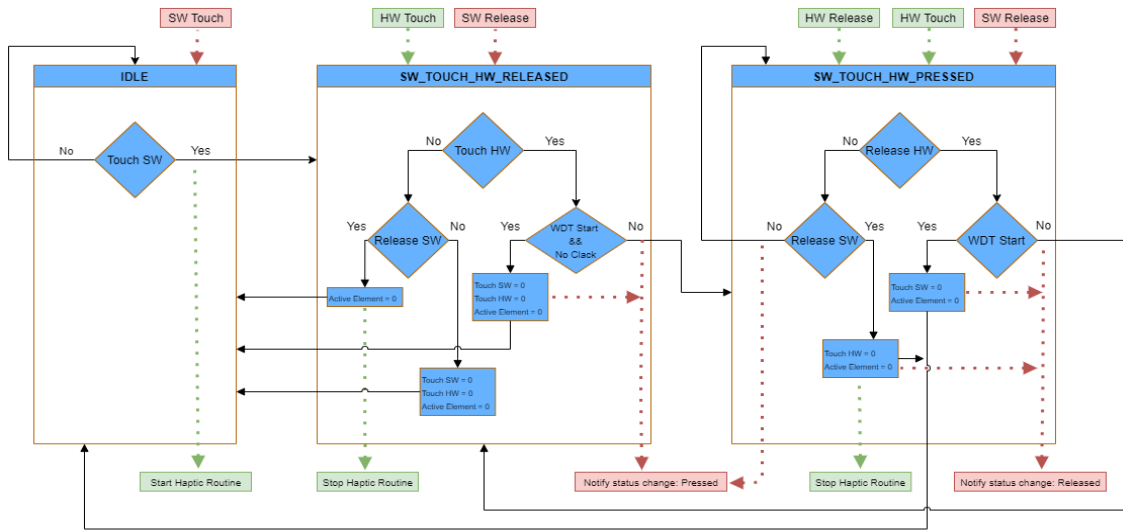 SW Touch
HW Touch
SW Release
HW Release
HW Touch
SW Release
IDLE
SW_TOUCH_HW_RELEASED
SW_TOUCH_HW_PRESSED
No
Touch SW
Yes
No
Touch HW
Yes
Yes
Release SW
No
Yes
WDT Start
&&
No Clack
No
Active Element = 0
Touch SW = 0
Touch HW = 0
Active Element = 0
Touch SW = 0
Touch HW = 0
Active Element = 0
No
Release HW
Yes
No
Release SW
Yes
Yes
WDT Start
No
Touch SW = 0
Active Element = 0
Touch HW = 0
Active Element = 0
Start Haptic Routine
Stop Haptic Routine
Notify status change: Pressed
Stop Haptic Routine
Notify status change: Released